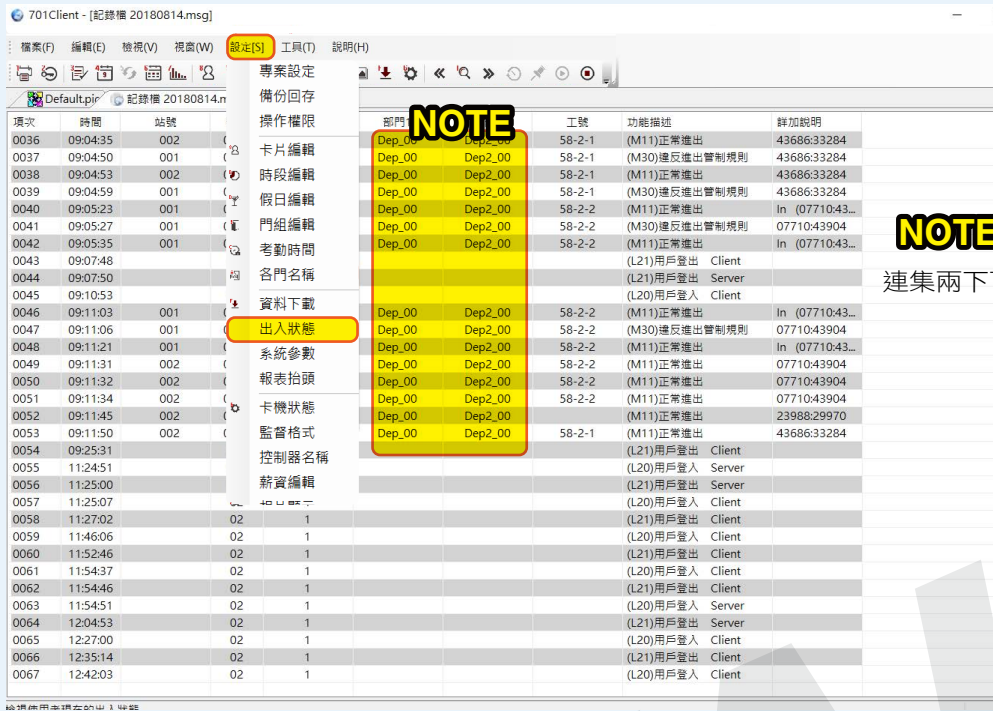 701Client - [記錄檔 20180814.msg]
檔案(F) 編輯(E) 檢視(V) 視窗(W) 設定[S] 工具(T) 說明(H)
專案設定
備份回存
操作權限
卡片編輯
時段編輯
假日編輯
門組編輯
考勤時間
各門名稱
資料下載
出入狀態
系統參數
報表抬頭
卡機狀態
監督格式
控制器名稱
薪資編輯
Default.pic 記錄檔 20180814.m
NOTE
項次 時間 站號 部門 工號 功能描述 詳加說明
0036 09:04:35 002 Dep_00 Dep2_00 58-2-1 (M11)正常進出 43686:33284
0037 09:04:50 001 Dep_00 Dep2_00 58-2-1 (M30)違反進出管制規則 43686:33284
0038 09:04:53 002 Dep_00 Dep2_00 58-2-1 (M11)正常進出 43686:33284
0039 09:04:59 001 Dep_00 Dep2_00 58-2-1 (M30)違反進出管制規則 43686:33284
0040 09:05:23 001 Dep_00 Dep2_00 58-2-2 (M11)正常進出 In (07710:43...
0041 09:05:27 001 Dep_00 Dep2_00 58-2-2 (M30)違反進出管制規則 07710:43904
0042 09:05:35 001 Dep_00 Dep2_00 58-2-2 (M11)正常進出 In (07710:43...
0043 09:07:48 (L21)用戶登出 Client
0044 09:07:50 (L21)用戶登出 Server
0045 09:10:53 (L20)用戶登入 Client
0046 09:11:03 001 Dep_00 Dep2_00 58-2-2 (M11)正常進出 In (07710:43...
0047 09:11:06 001 Dep_00 Dep2_00 58-2-2 (M30)違反進出管制規則 07710:43904
0048 09:11:21 001 Dep_00 Dep2_00 58-2-2 (M11)正常進出 In (07710:43...
0049 09:11:31 002 Dep_00 Dep2_00 58-2-2 (M11)正常進出 07710:43904
0050 09:11:32 002 Dep_00 Dep2_00 58-2-2 (M11)正常進出 07710:43904
0051 09:11:34 002 Dep_00 Dep2_00 58-2-2 (M11)正常進出 07710:43904
0052 09:11:45 002 Dep_00 Dep2_00 (M11)正常進出 23988:29970
0053 09:11:50 002 Dep_00 Dep2_00 58-2-1 (M11)正常進出 43686:33284
0054 09:25:31 (L21)用戶登出 Client
0055 11:24:51 (L20)用戶登入 Server
0056 11:25:00 (L21)用戶登出 Server
0057 11:25:07 (L20)用戶登入 Client
0058 11:27:02 02 1 (L21)用戶登出 Client
0059 11:46:06 02 1 (L20)用戶登入 Client
0060 11:52:46 02 1 (L21)用戶登出 Client
0061 11:54:37 02 1 (L20)用戶登入 Client
0062 11:54:46 02 1 (L21)用戶登出 Client
0063 11:54:51 02 1 (L20)用戶登入 Server
0064 12:04:53 02 1 (L21)用戶登出 Server
0065 12:27:00 02 1 (L20)用戶登入 Client
0066 12:35:14 02 1 (L21)用戶登出 Client
0067 12:42:03 02 1 (L20)用戶登入 Client
NOTE
連集兩下
檢視使用者現在的出入狀態